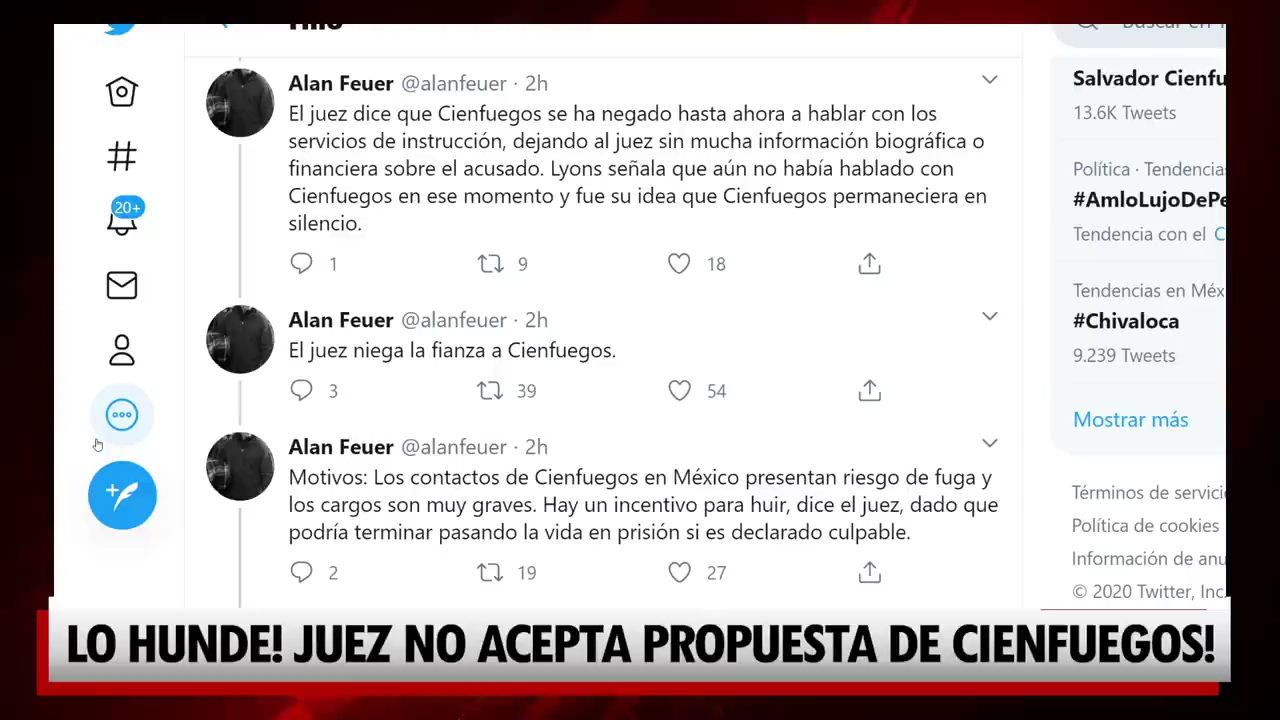 Alan Feuer @alanfeuer · 2h
El juez dice que Cienfuegos se ha negado hasta ahora a hablar con los
servicios de instrucción, dejando al juez sin mucha información biográfica o
financiera sobre el acusado. Lyons señala que aún no había hablado con
Cienfuegos en ese momento y fue su idea que Cienfuegos permaneciera en
silencio.
1 9 18
Alan Feuer @alanfeuer · 2h
El juez niega la fianza a Cienfuegos.
3 39 54
Alan Feuer @alanfeuer · 2h
Motivos: Los contactos de Cienfuegos en México presentan riesgo de fuga y
los cargos son muy graves. Hay un incentivo para huir, dice el juez, dado que
podría terminar pasando la vida en prisión si es declarado culpable.
2 19 27
20+
Salvador Cienfu
13.6K Tweets
Política · Tendencias
#AmloLujoDePe
Tendencia con el C
Tendencias en Méx
#Chivaloca
9.239 Tweets
Mostrar más
Términos de servici
Política de cookies
Información de anu
© 2020 Twitter, Inc.
LO HUNDE! JUEZ NO ACEPTA PROPUESTA DE CIENFUEGOS!